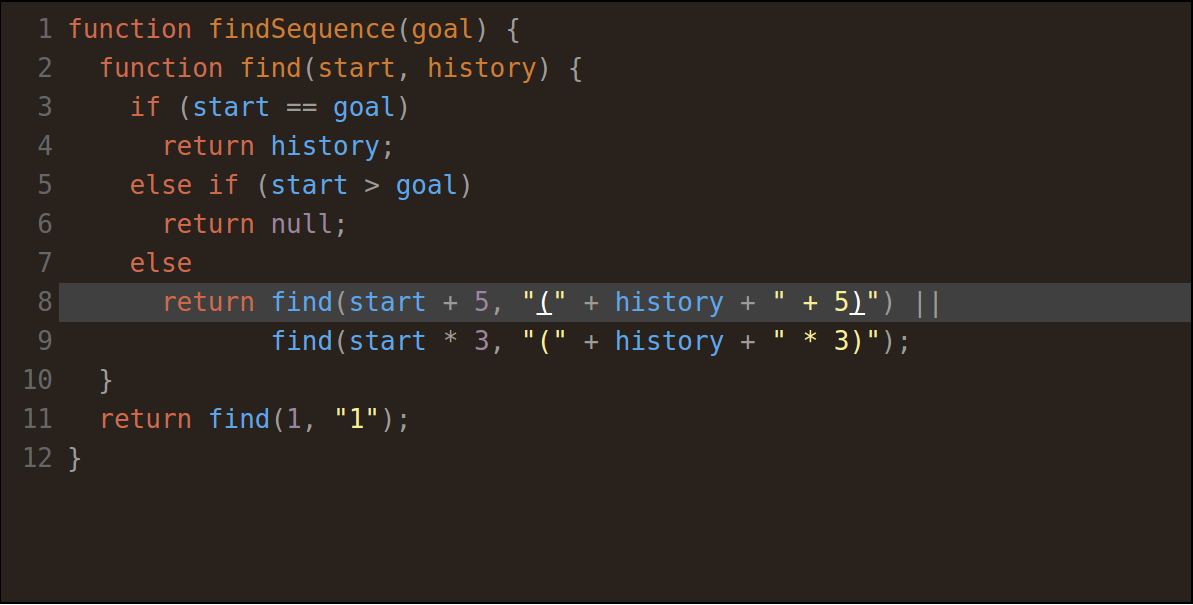 1 function findSequence(goal) {
2   function find(start, history) {
3     if (start == goal)
4       return history;
5     else if (start > goal)
6       return null;
7     else
8       return find(start + 5, "(" + history + " + 5)") ||
9              find(start * 3, "(" + history + " * 3)");
10   }
11   return find(1, "1");
12 }